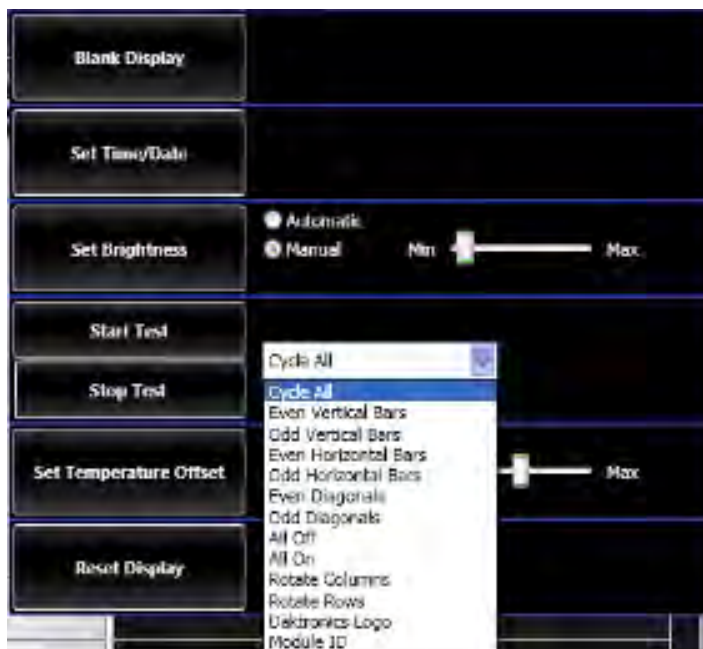 Blank Display
Set Time/Date
Set Brightness
Automatic
Manual Min Max
Start Test
Stop Test
Cycle All
Cycle All
Even Vertical Bars
Odd Vertical Bars
Even Horizontal Bars
Odd Horizontal Bars
Even Diagonals
Odd Diagonals
All Off
All On
Rotate Columns
Rotate Rows
Daktronics Logo
Module ID
Set Temperature Offset
Max
Reset Display